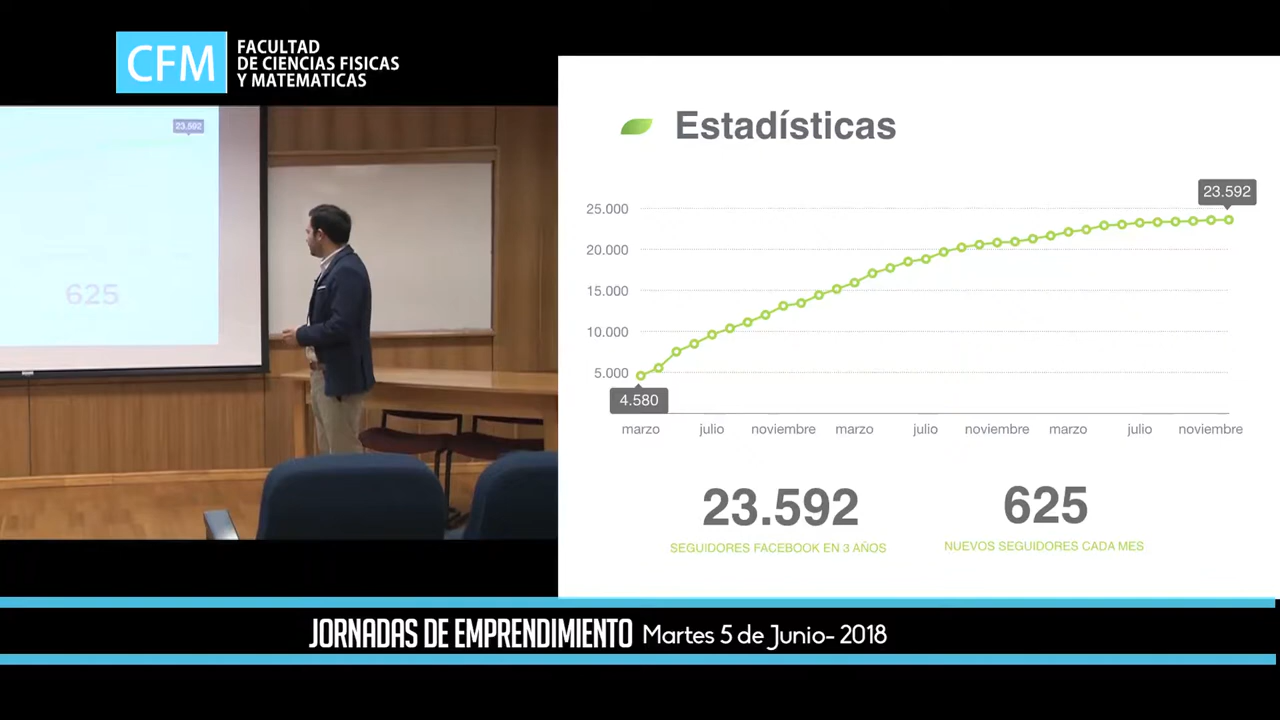 CFM
FACULTAD
DE CIENCIAS FISICAS
Y MATEMATICAS
23.592
625
Estadísticas
23.592
25.000
20.000
15.000
10.000
5.000
4.580
marzo julio noviembre marzo julio noviembre marzo julio noviembre
23.592
SEGUIDORES FACEBOOK EN 3 AÑOS
625
NUEVOS SEGUIDORES CADA MES
JORNADAS DE EMPRENDIMIENTO Martes 5 de Junio- 2018